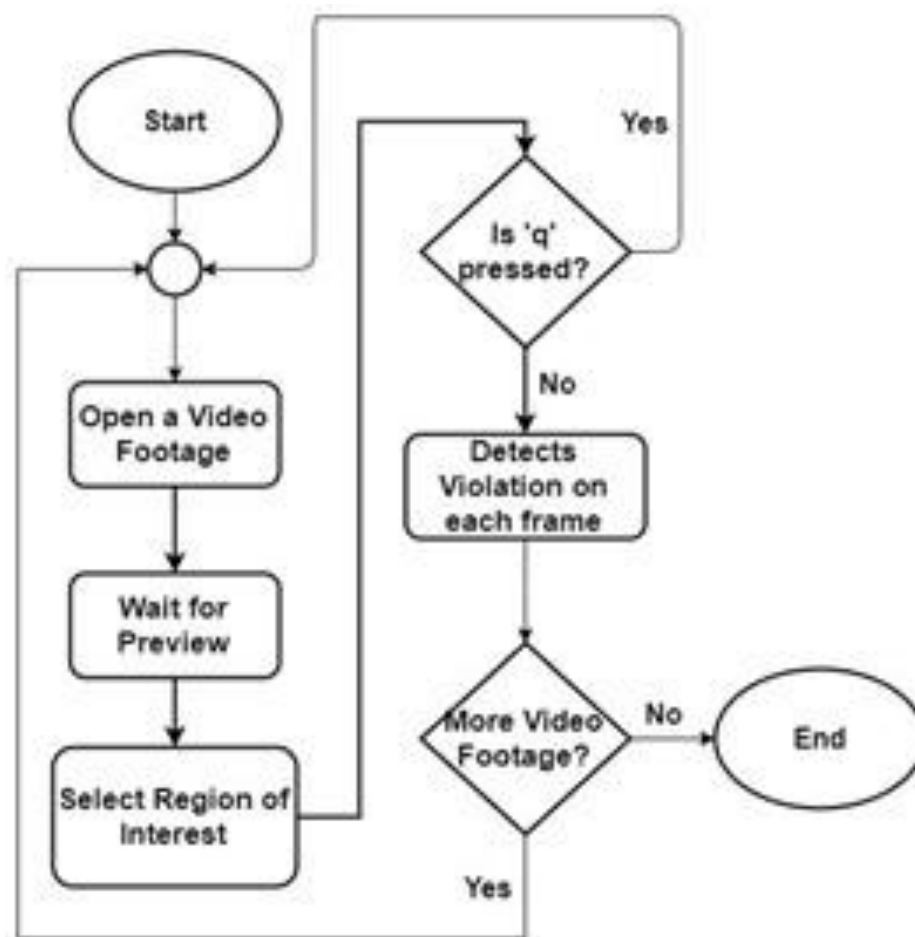 Start
Open a Video
Footage
Wait for
Preview
Select Region of
Interest
Is 'q'
pressed?
Yes
No
Detects
Violation on
each frame
More Video
Footage?
No
End
Yes